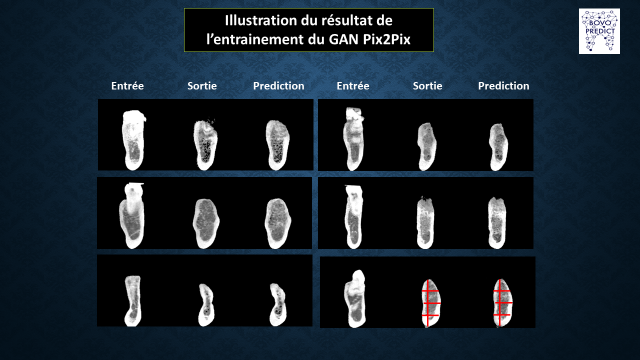 Illustration du résultat de
l'entrainement du GAN Pix2Pix
BOVO
PREDICT
Entrée Sortie Prediction Entrée Sortie Prediction